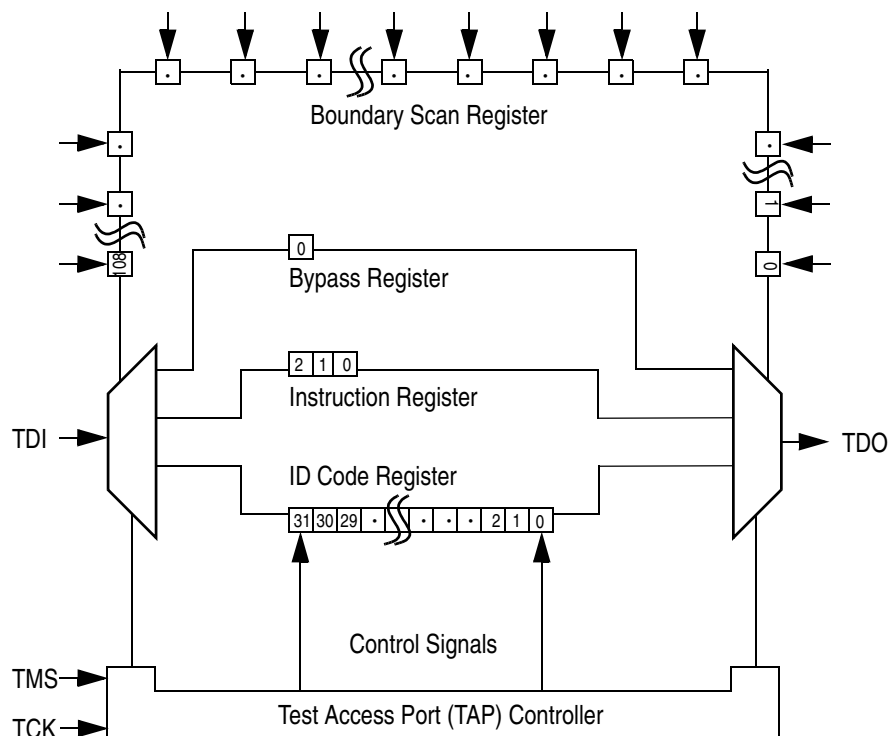 Boundary Scan Register
1
108
0
0
Bypass Register
2 1 0
Instruction Register
TDI
TDO
ID Code Register
31 30 29 · · · · 2 1 0
Control Signals
TMS
Test Access Port (TAP) Controller
TCK